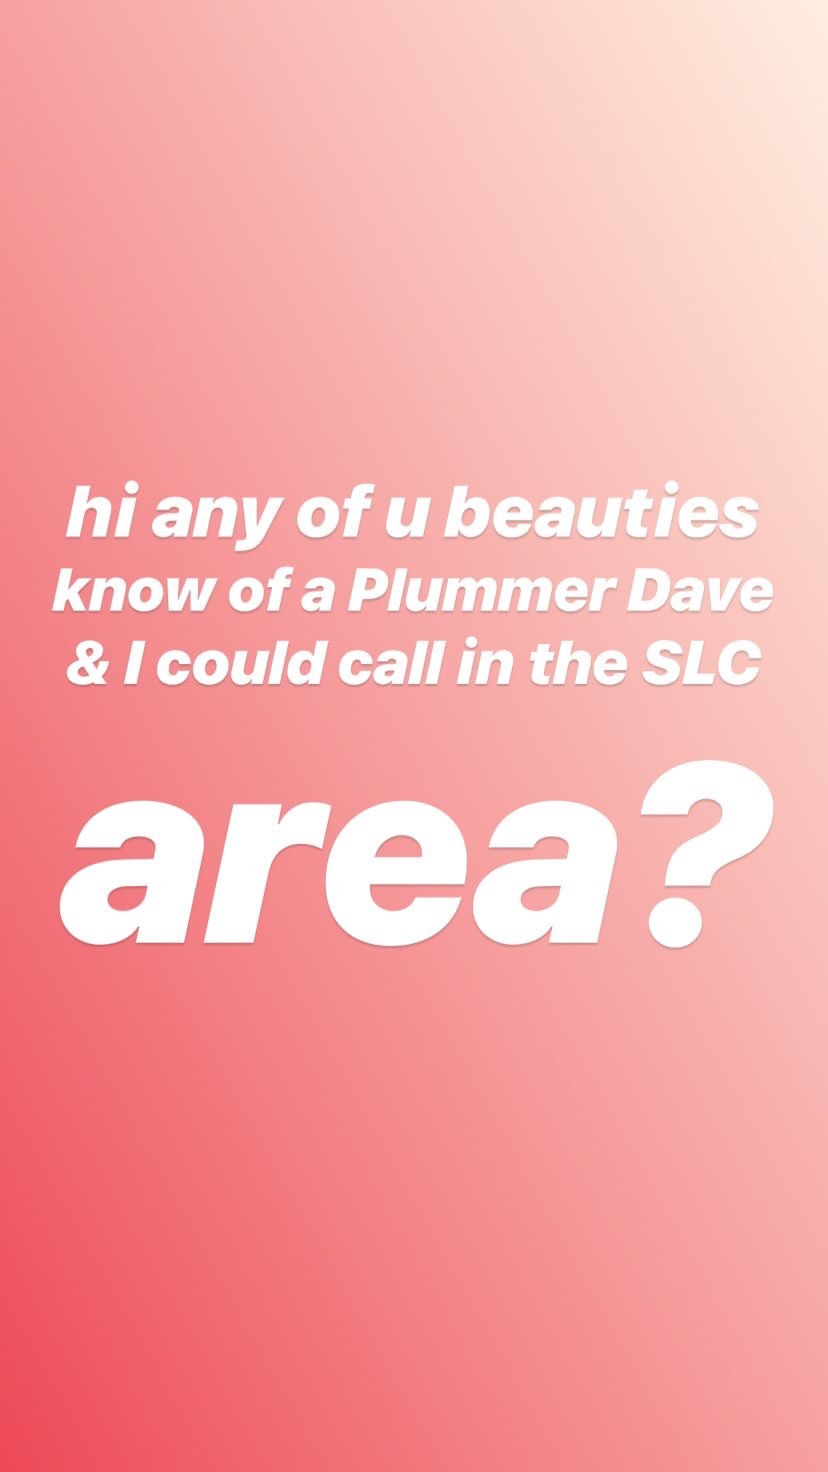 hi any of u beauties
know of a Plummer Dave
& I could call in the SLC
area?